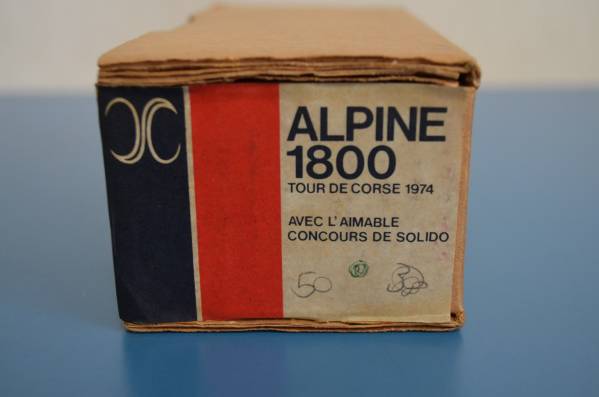 ALPINE
1800
TOUR DE CORSE 1974
AVEC L'AIMABLE
CONCOURS DE SOLIDO
50